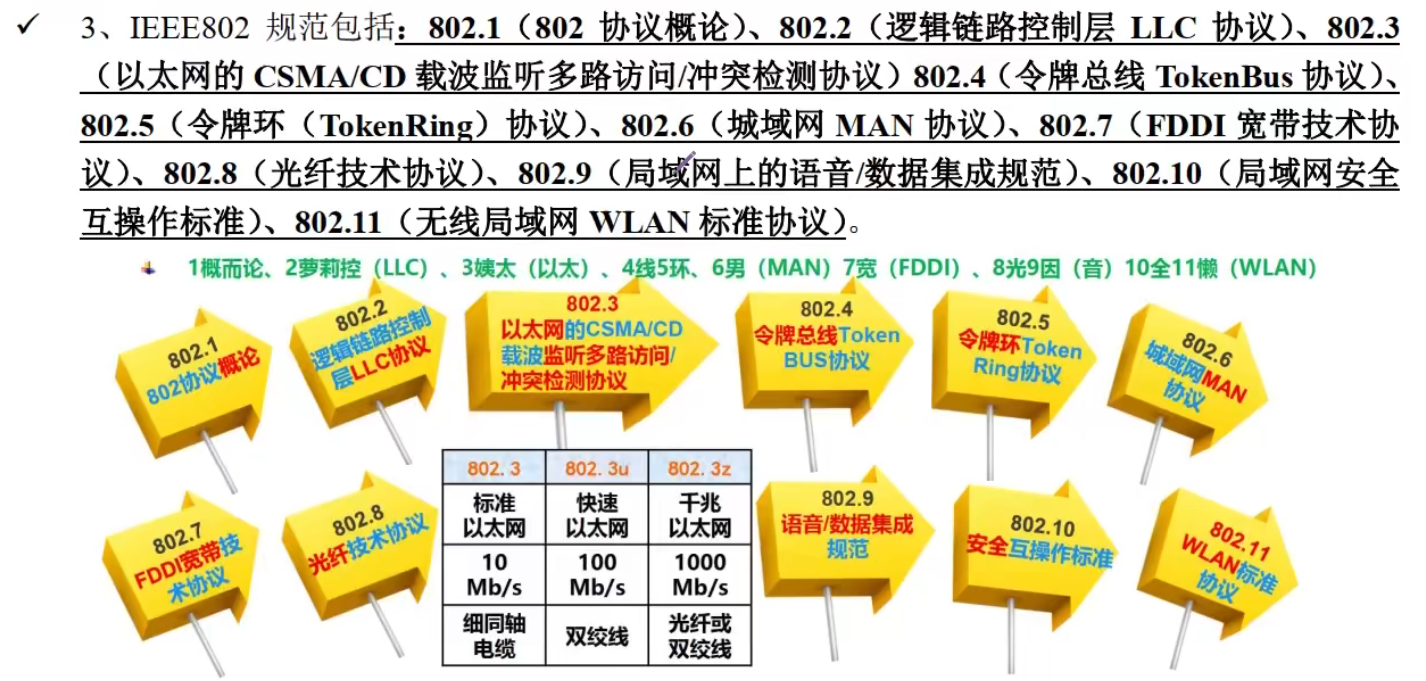 ✓ 3、IEEE802 规范包括：802.1（802 协议概论）、802.2（逻辑链路控制层 LLC 协议）、802.3
（以太网的 CSMA/CD 载波监听多路访问/冲突检测协议）802.4（令牌总线 TokenBus 协议）、
802.5（令牌环（TokenRing）协议）、802.6（城域网 MAN 协议）、802.7（FDDI 宽带技术协
议）、802.8（光纤技术协议）、802.9（局域网上的语音/数据集成规范）、802.10（局域网安全
互操作标准）、802.11（无线局域网 WLAN 标准协议）。
1概而论、2萝莉控（LLC）、3姨太（以太）、4线5环、6男（MAN）7宽（FDDI）、8光9因（音）10全11懒（WLAN）
802.1
802协议概论
802.2
逻辑链路控制
层LLC协议
802.3
以太网的CSMA/CD
载波监听多路访问/
冲突检测协议
802.4
令牌总线Token
BUS协议
802.5
令牌环Token
Ring协议
802.6
城域网MAN
协议
802.7
FDDI宽带技
术协议
802.8
光纤技术协议
802.3 802.3u 802.3z
标准以太网 快速以太网 千兆以太网
10 Mb/s 100 Mb/s 1000 Mb/s
细同轴电缆 双绞线 光纤或双绞线
802.9
语音/数据集成
规范
802.10
安全互操作标准
802.11
WLAN标准
协议